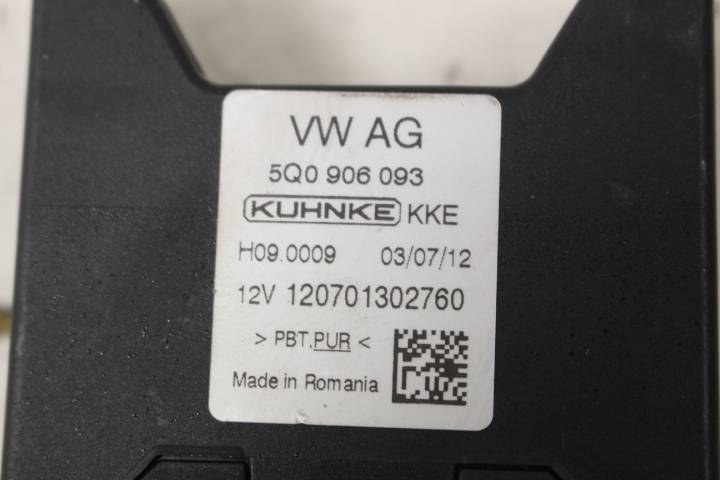 VW AG
5Q0 906 093
KUHNKE KKE
H09.0009 03/07/12
12V 120701302760
> PBT,PUR <
Made in Romania